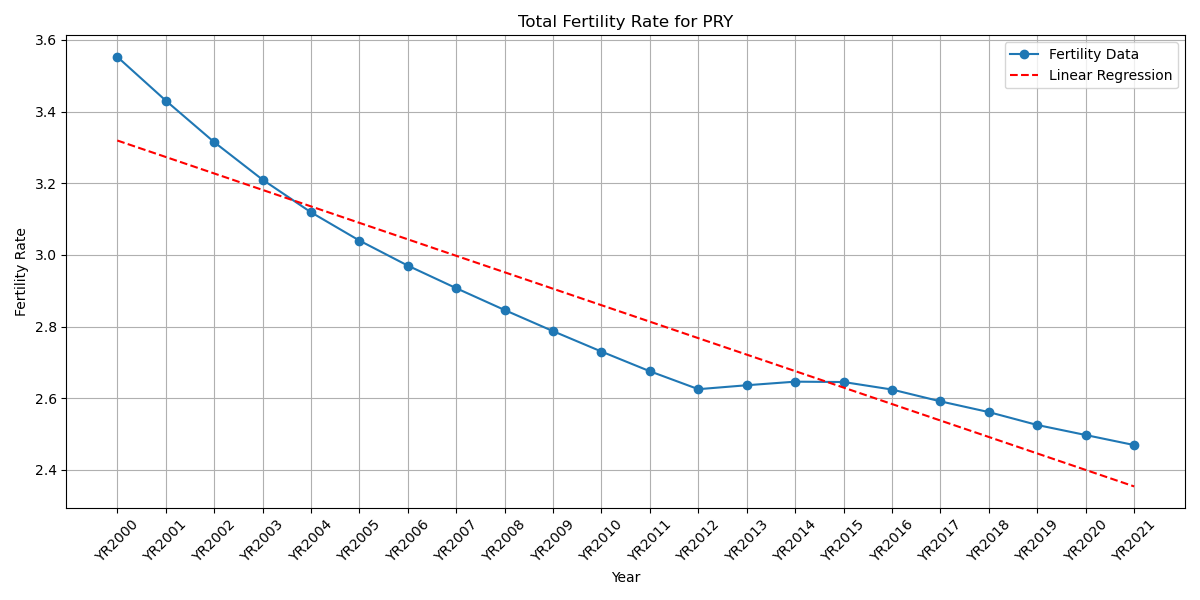 Total Fertility Rate for PRY
Fertility Data
Linear Regression
Fertility Rate
3.6
3.4
3.2
3.0
2.8
2.6
2.4
YR2000 YR2001 YR2002 YR2003 YR2004 YR2005 YR2006 YR2007 YR2008 YR2009 YR2010 YR2011 YR2012 YR2013 YR2014 YR2015 YR2016 YR2017 YR2018 YR2019 YR2020 YR2021
Year